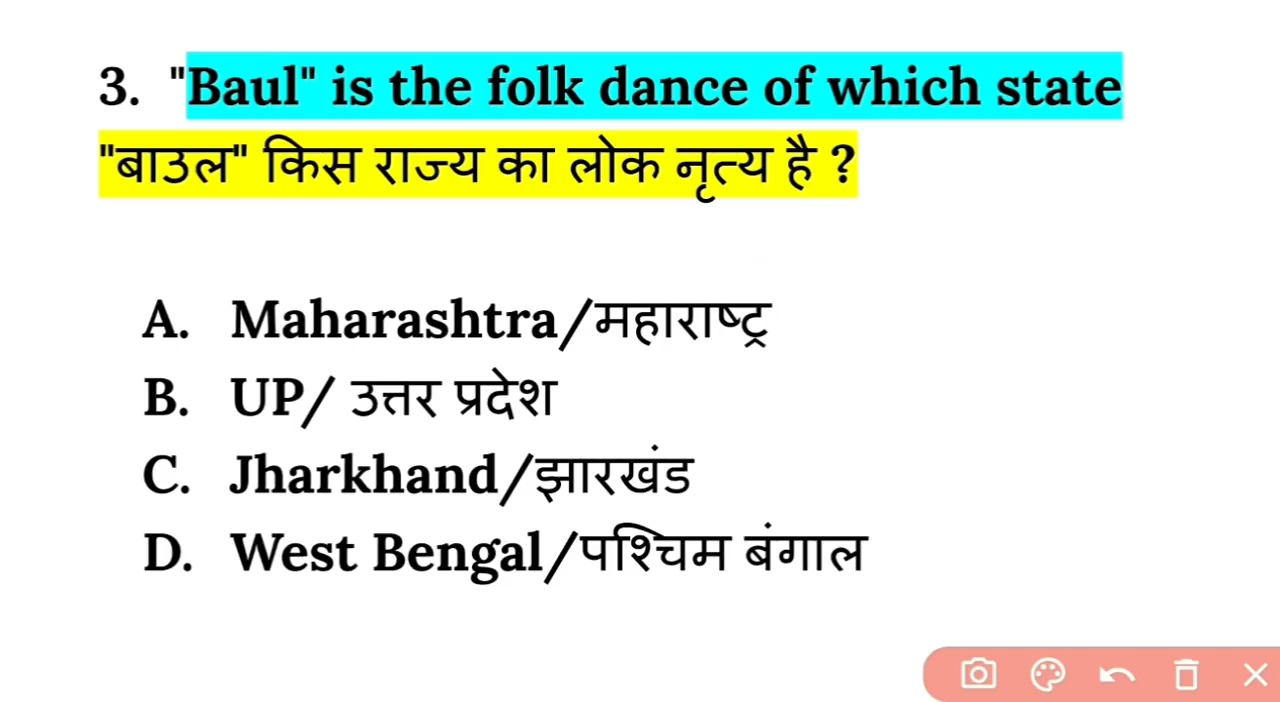 3. "Baul" is the folk dance of which state
"बाउल" किस राज्य का लोक नृत्य है ?
A. Maharashtra/महाराष्ट्र
B. UP/ उत्तर प्रदेश
C. Jharkhand/झारखंड
D. West Bengal/पश्चिम बंगाल